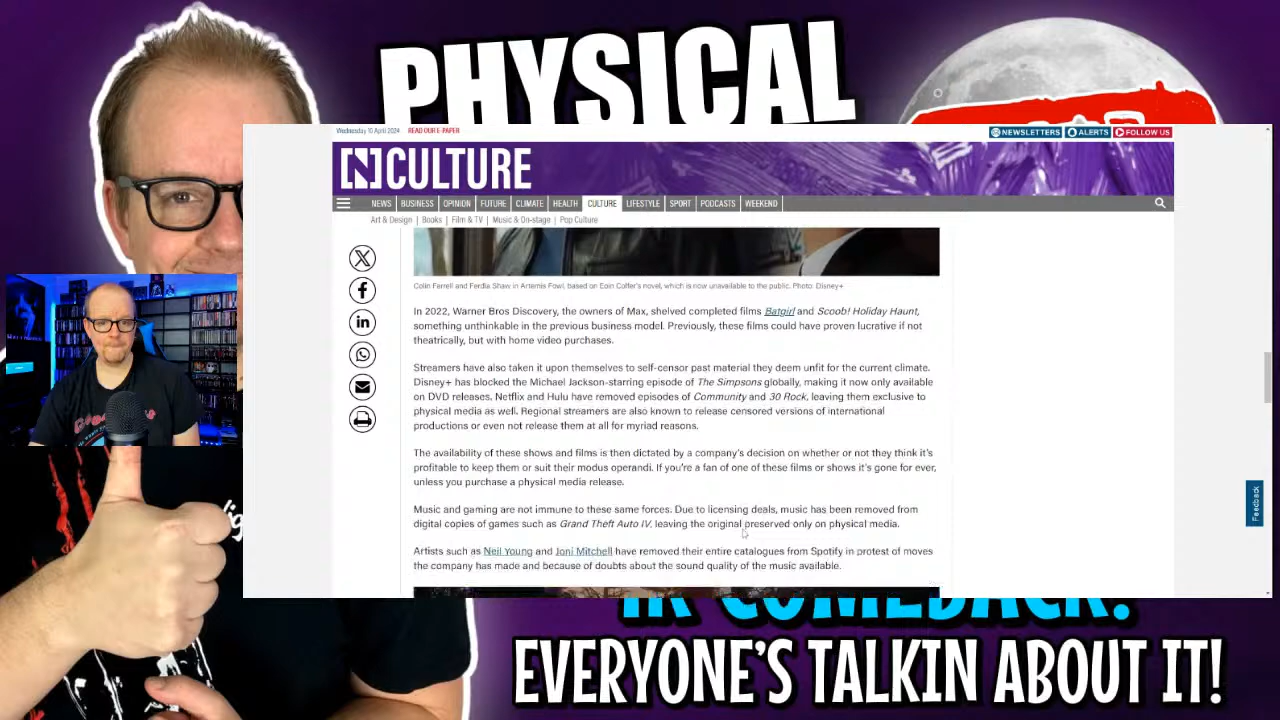 PHYSICAL
Wednesday 10 April 2024 READ OUR E-PAPER
NEWSLETTERS ALERTS FOLLOW US
[N]CULTURE
NEWS BUSINESS OPINION FUTURE CLIMATE HEALTH CULTURE LIFESTYLE SPORT PODCASTS WEEKEND
Art & Design Books Film & TV Music & On-stage Pop Culture
Colin Ferrell and Ferdia Shaw in Artemis Fowl, based on Eoin Colfer's novel, which is now unavailable to the public. Photo: Disney+
In 2022, Warner Bros Discovery, the owners of Max, shelved completed films Batgirl and Scoob! Holiday Haunt,
something unthinkable in the previous business model. Previously, these films could have proven lucrative if not
theatrically, but with home video purchases.
Streamers have also taken it upon themselves to self-censor past material they deem unfit for the current climate.
Disney+ has blocked the Michael Jackson-starring episode of The Simpsons globally, making it now only available
on DVD releases. Netflix and Hulu have removed episodes of Community and 30 Rock, leaving them exclusive to
physical media as well. Regional streamers are also known to release censored versions of international
productions or even not release them at all for myriad reasons.
The availability of these shows and films is then dictated by a company's decision on whether or not they think it's
profitable to keep them or suit their modus operandi. If you're a fan of one of these films or shows it's gone for ever,
unless you purchase a physical media release.
Music and gaming are not immune to these same forces. Due to licensing deals, music has been removed from
digital copies of games such as Grand Theft Auto IV, leaving the original preserved only on physical media.
Artists such as Neil Young and Joni Mitchell have removed their entire catalogues from Spotify in protest of moves
the company has made and because of doubts about the sound quality of the music available.
Feedback
COMEBACK!
EVERYONE'S TALKIN ABOUT IT!